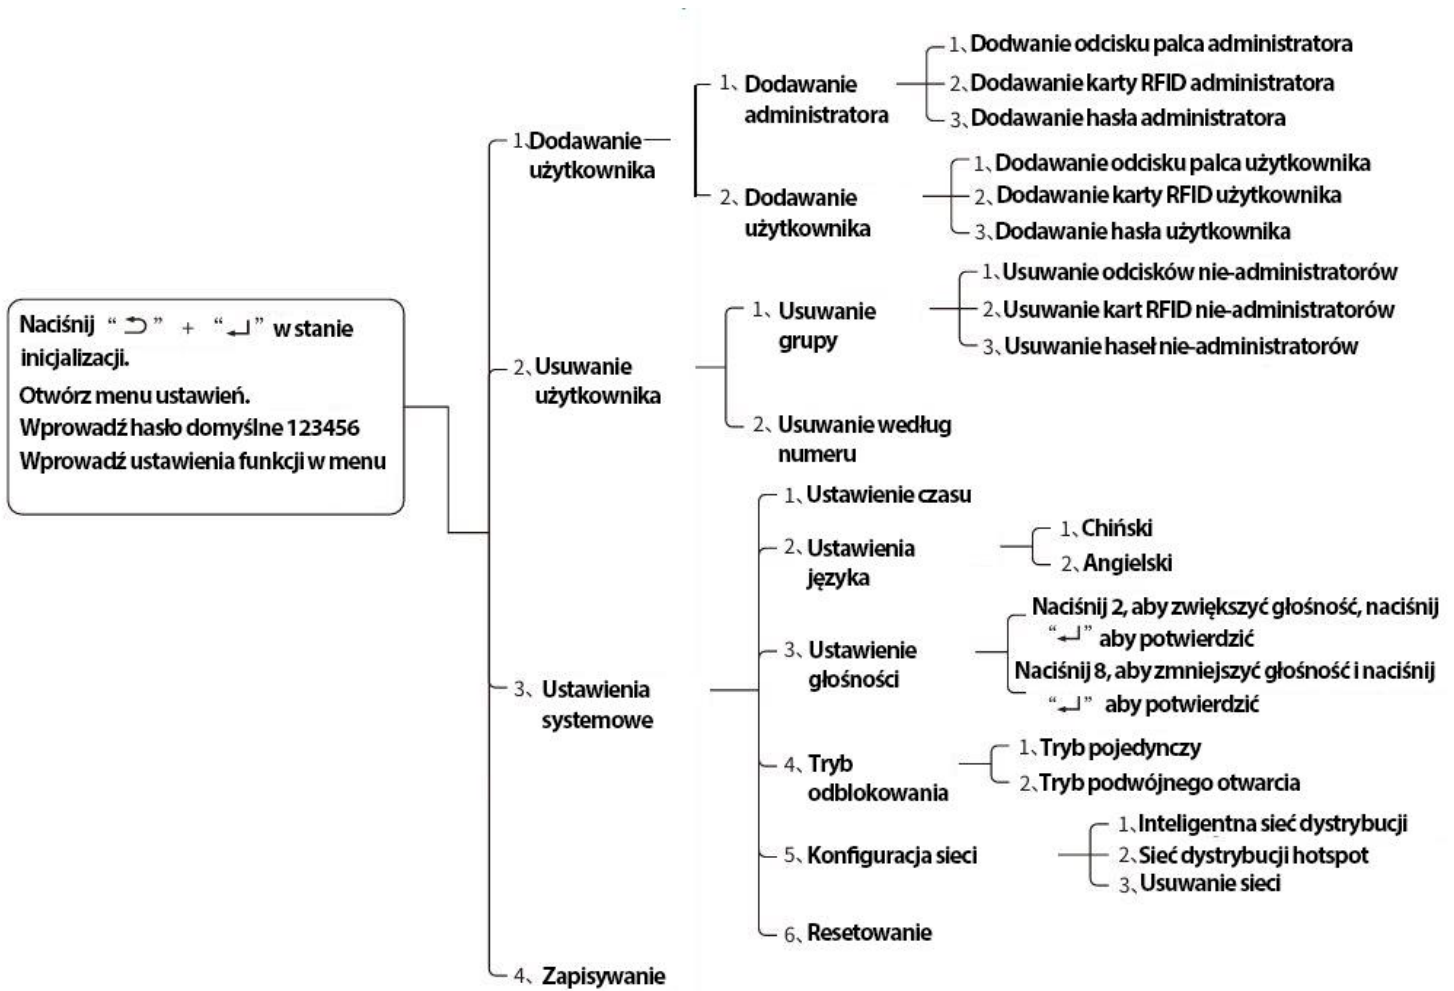 Naciśnij “ ⮌ ” + “ ↵ ” w stanie
inicjalizacji.
Otwórz menu ustawień.
Wprowadź hasło domyślne 123456
Wprowadź ustawienia funkcji w menu
1、Dodawanie
użytkownika
1、Dodawanie
administratora
1、Dodwanie odcisku palca administratora
2、Dodawanie karty RFID administratora
3、Dodawanie hasła administratora
2、Dodawanie
użytkownika
1、Dodawanie odcisku palca użytkownika
2、Dodawanie karty RFID użytkownika
3、Dodawanie hasła użytkownika
2、Usuwanie
użytkownika
1、Usuwanie
grupy
1、Usuwanie odcisków nie-administratorów
2、Usuwanie kart RFID nie-administratorów
3、Usuwanie haseł nie-administratorów
2、Usuwanie według
numeru
3、Ustawienia
systemowe
1、Ustawienie czasu
2、Ustawienia
języka
1、Chiński
2、Angielski
3、Ustawienie
głośności
Naciśnij 2, aby zwiększyć głośność, naciśnij
“↵” aby potwierdzić
Naciśnij 8, aby zmniejszyć głośność i naciśnij
“↵” aby potwierdzić
4、Tryb
odblokowania
1、Tryb pojedynczy
2、Tryb podwójnego otwarcia
5、Konfiguracja sieci
1、Inteligentna sieć dystrybucji
2、Sieć dystrybucji hotspot
3、Usuwanie sieci
6、Resetowanie
4、Zapisywanie